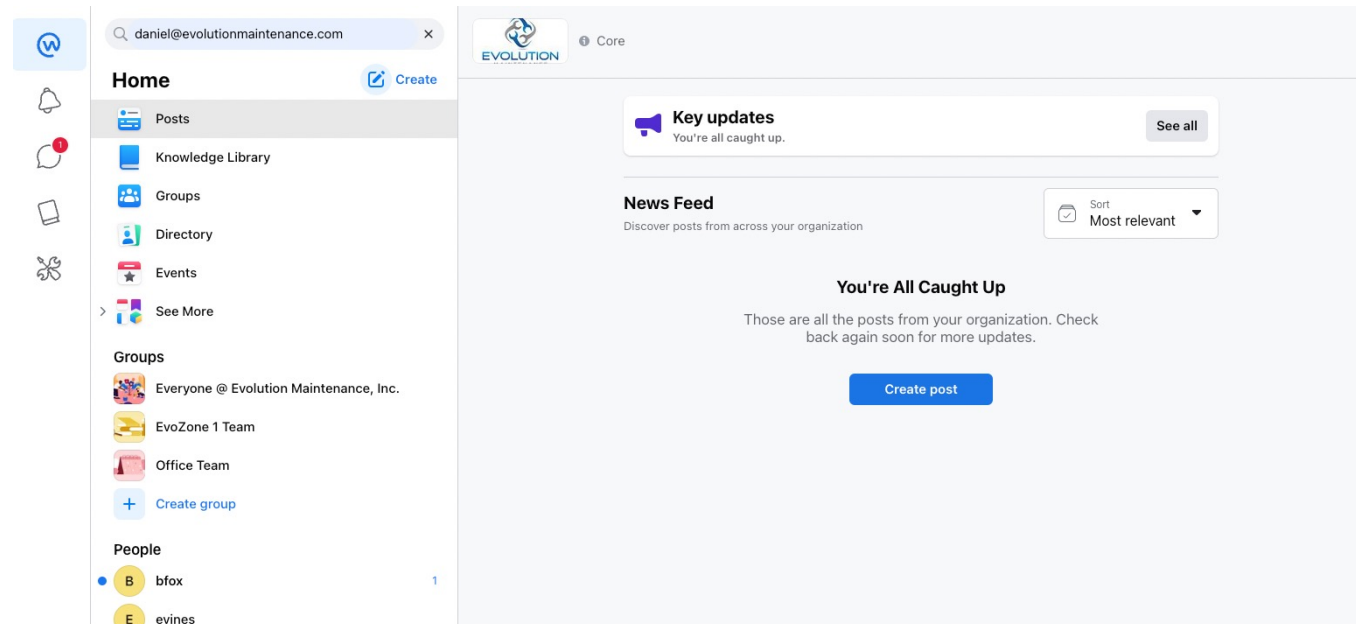 daniel@evolutionmaintenance.com
Home
Create
Posts
Knowledge Library
Groups
Directory
Events
See More
Groups
Everyone @ Evolution Maintenance, Inc.
EvoZone 1 Team
Office Team
Create group
People
B
bfox
1
E
evines
1
EVOLUTION
Core
Key updates
You're all caught up.
See all
News Feed
Discover posts from across your organization
Sort
Most relevant
You're All Caught Up
Those are all the posts from your organization. Check
back again soon for more updates.
Create post